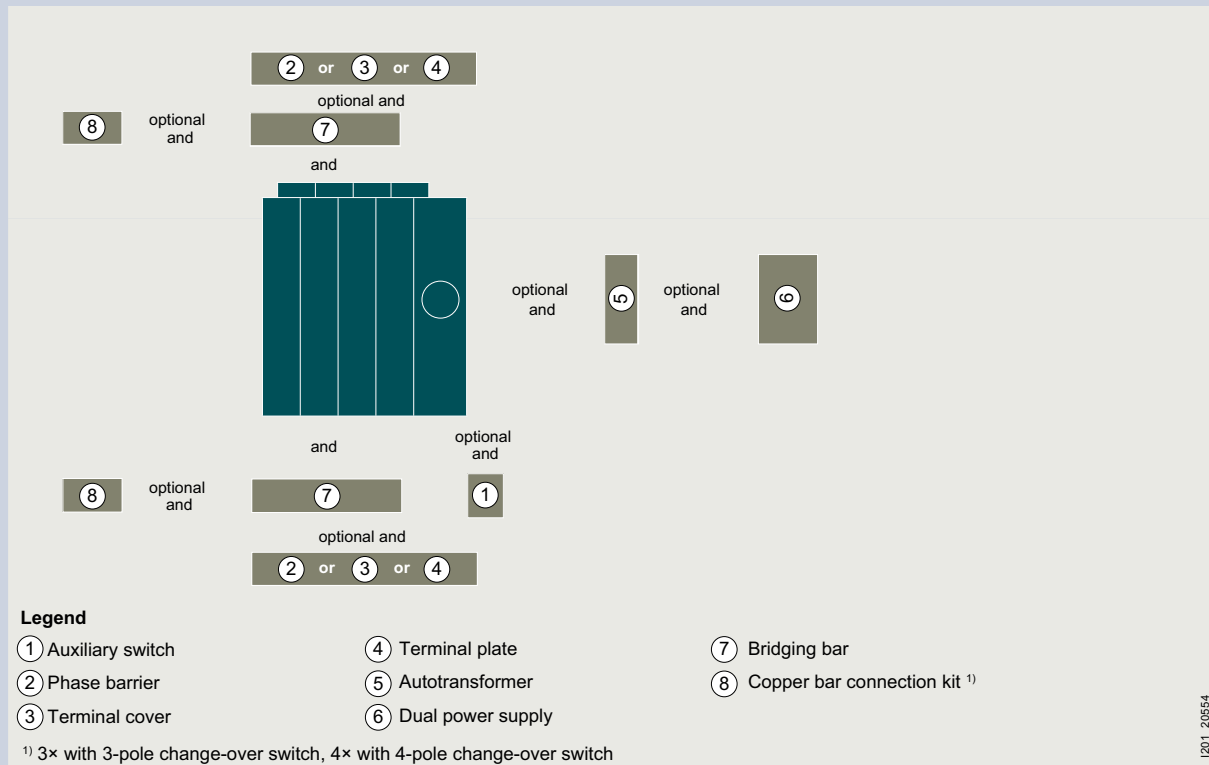 2 or 3 or 4
optional and
8 optional and 7
and
optional and 5 optional and 6
and
optional and
8 optional and 7 1
optional and
2 or 3 or 4
Legend
1 Auxiliary switch
2 Phase barrier
3 Terminal cover
4 Terminal plate
5 Autotransformer
6 Dual power supply
7 Bridging bar
8 Copper bar connection kit 1)
1) 3× with 3-pole change-over switch, 4× with 4-pole change-over switch
I201_20554